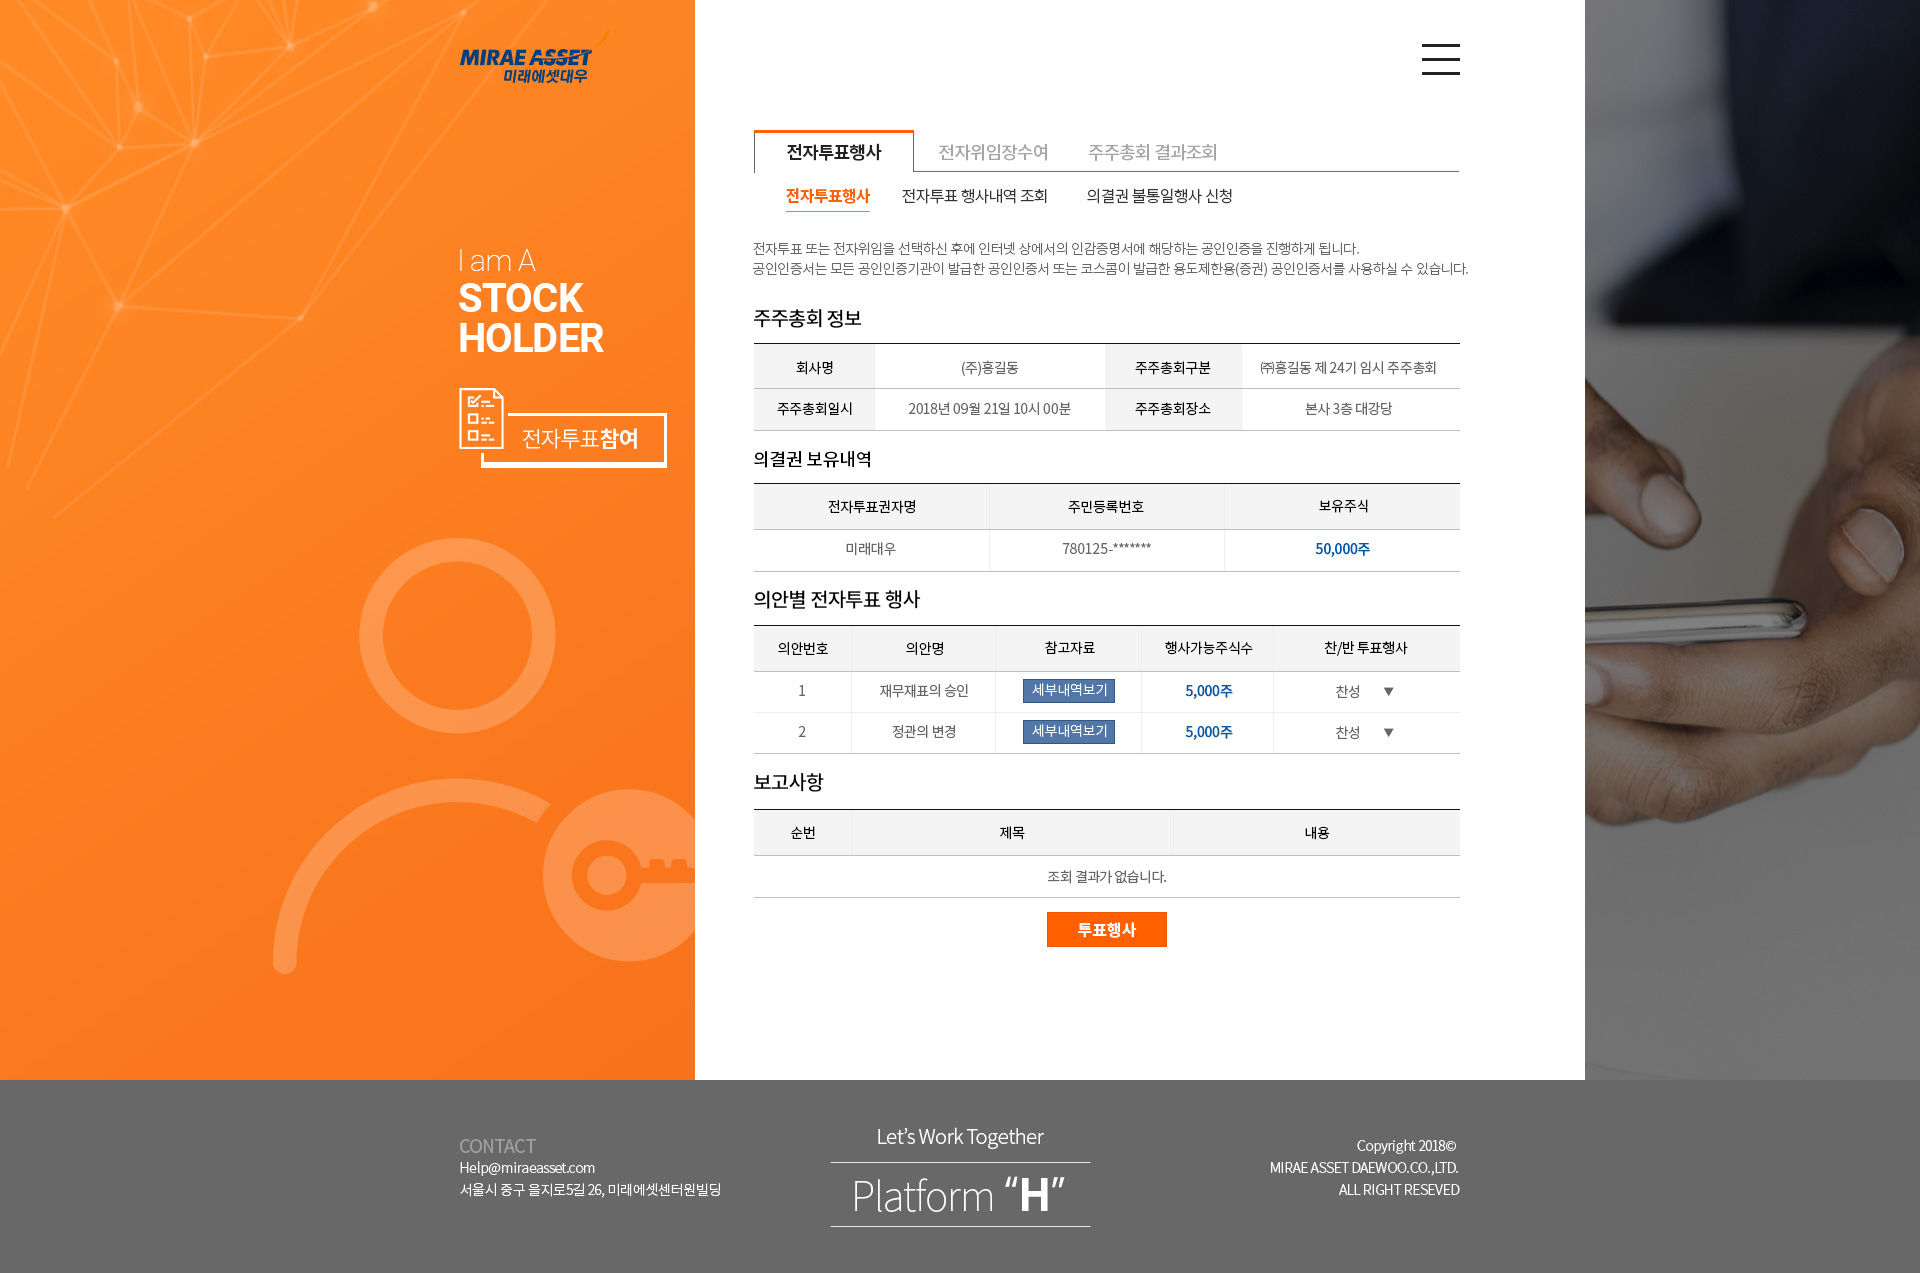 MIRAE ASSET
미래에셋대우
I am A
STOCK
HOLDER
전자투표참여
전자투표행사 전자위임장수여 주주총회 결과조회
전자투표행사 전자투표 행사내역 조회 의결권 불통일행사 신청
전자투표 또는 전자위임을 선택하신 후에 인터넷 상에서의 인감증명서에 해당하는 공인인증을 진행하게 됩니다.
공인인증서는 모든 공인인증기관이 발급한 공인인증서 또는 코스콤이 발급한 용도제한용(증권) 공인인증서를 사용하실 수 있습니다.
주주총회 정보
회사명 (주)홍길동 주주총회구분 ㈜홍길동 제 24기 임시 주주총회
주주총회일시 2018년 09월 21일 10시 00분 주주총회장소 본사 3층 대강당
의결권 보유내역
전자투표권자명 주민등록번호 보유주식
미래대우 780125-******* 50,000주
의안별 전자투표 행사
의안번호 의안명 참고자료 행사가능주식수 찬/반 투표행사
1 재무재표의 승인 세부내역보기 5,000주 찬성 ▼
2 정관의 변경 세부내역보기 5,000주 찬성 ▼
보고사항
순번 제목 내용
조회 결과가 없습니다.
투표행사
CONTACT
Help@miraeasset.com
서울시 중구 을지로5길 26, 미래에셋센터원빌딩
Let's Work Together
Platform “H”
Copyright 2018©
MIRAE ASSET DAEWOO.CO.,LTD.
ALL RIGHT RESEVED